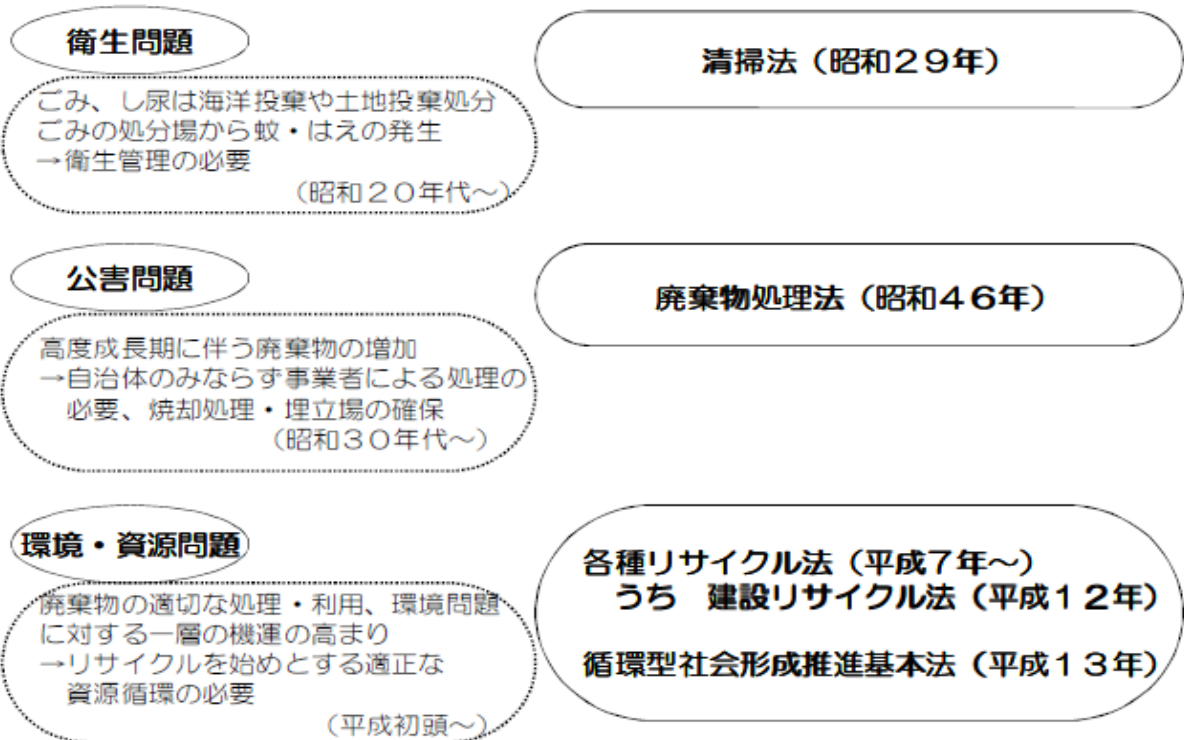 衛生問題
清掃法（昭和２９年）
ごみ、し尿は海洋投棄や土地投棄処分
ごみの処分場から蚊・はえの発生
→衛生管理の必要
（昭和２０年代～）
公害問題
廃棄物処理法（昭和４６年）
高度成長期に伴う廃棄物の増加
→自治体のみならず事業者による処理の
必要、焼却処理・埋立場の確保
（昭和３０年代～）
環境・資源問題
各種リサイクル法（平成７年～）
うち　建設リサイクル法（平成１２年）
循環型社会形成推進基本法（平成１３年）
廃棄物の適切な処理・利用、環境問題
に対する一層の機運の高まり
→リサイクルを始めとする適正な
資源循環の必要
（平成初頭～）